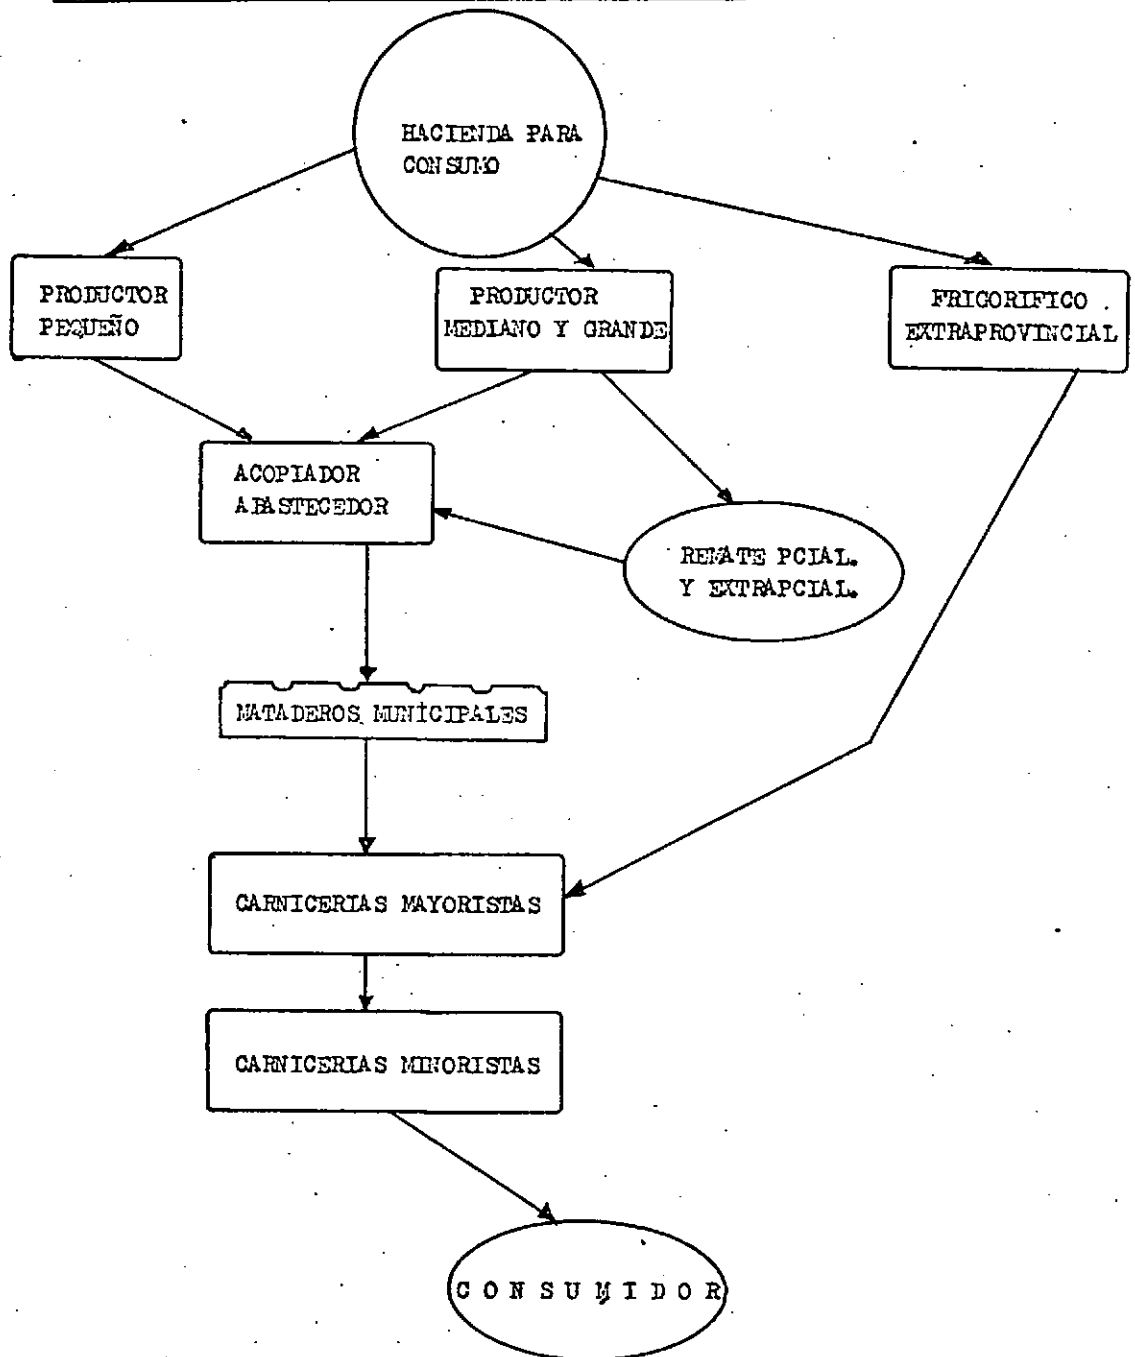 HACIENDA PARA
CONSUMO
PRODUCTOR
PEQUEÑO
PRODUCTOR
MEDIANO Y GRANDE
FRIGORIFICO
EXTRAPROVINCIAL
ACOPIADOR
ABASTECEDOR
REMATE PCIAL.
Y EXTRAPCIAL.
MATADEROS MUNICIPALES
CARNICERIAS MAYORISTAS
CARNICERIAS MINORISTAS
CONSUMIDOR